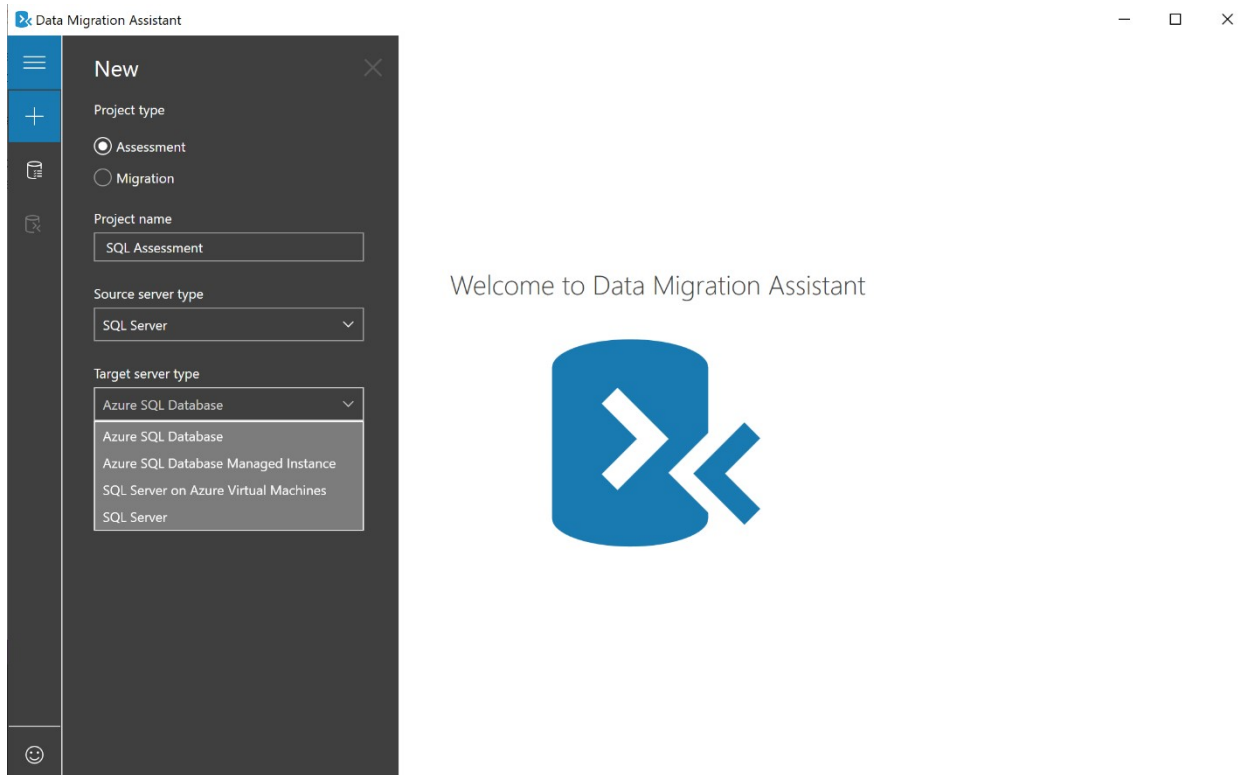 Data Migration Assistant
New
Project type
Assessment
Migration
Project name
SQL Assessment
Source server type
SQL Server
Target server type
Azure SQL Database
Azure SQL Database
Azure SQL Database Managed Instance
SQL Server on Azure Virtual Machines
SQL Server
Welcome to Data Migration Assistant